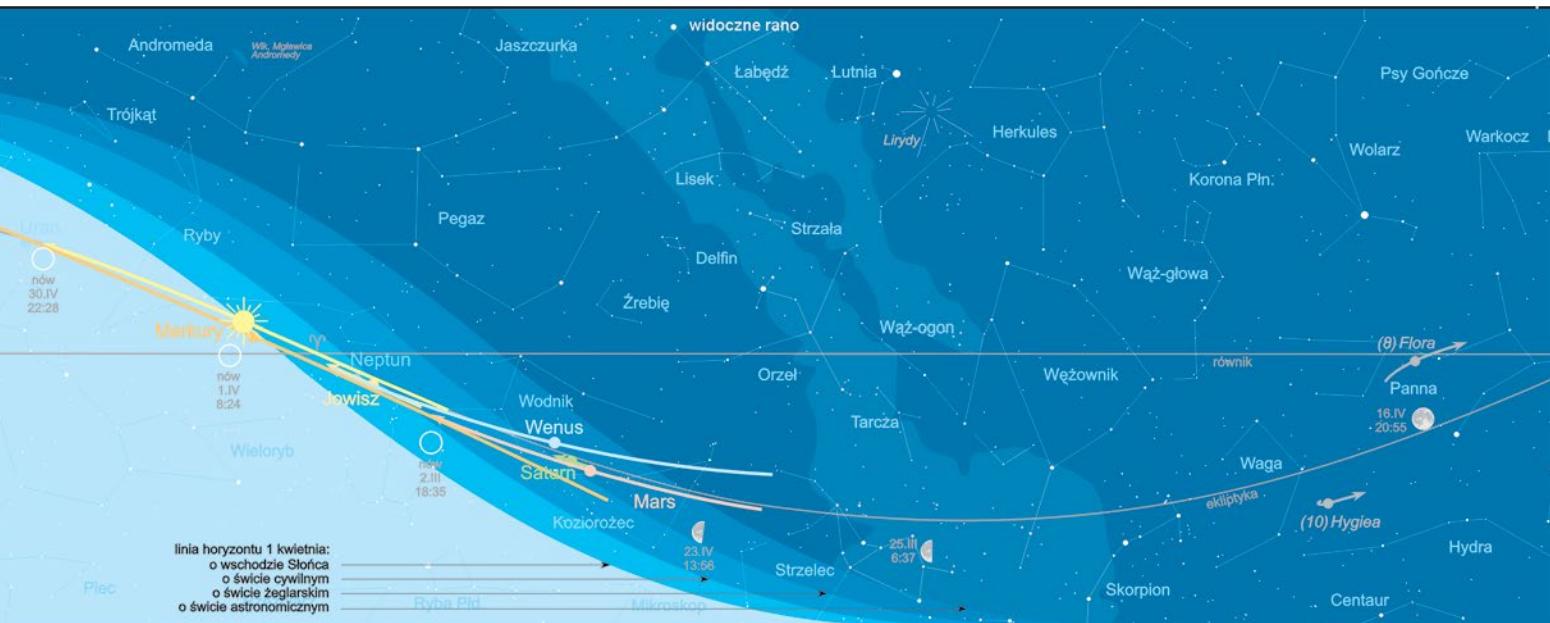 widoczne rano
Andromeda
Wlk. Mgławica
Andromedy
Jaszczurka
Łabędź
Lutnia
Psy Gończe
Trójkąt
Lirydy
Herkules
Wolarz
Warkocz
Lisek
Korona Płn.
Pegaz
Uran
Ryby
Strzała
Delfin
Wąż-głowa
nów
30.IV
22:28
Źrebię
Merkury
Wąż-ogon
(8) Flora
nów
1.IV
8:24
Neptun
równik
Jowisz
Orzeł
Wężownik
Panna
Wodnik
16.IV
20:55
Wenus
Tarcza
Wieloryb
nów
2.III
18:35
Saturn
Waga
Mars
ekliptyka
(10) Hygiea
Koziorożec
linia horyzontu 1 kwietnia:
o wschodzie Słońca
o świcie cywilnym
o świcie żeglarskim
o świcie astronomicznym
23.IV
13:56
25.III
6:37
Strzelec
Hydra
Piec
Ryba Płd.
Mikroskop
Skorpion
Centaur